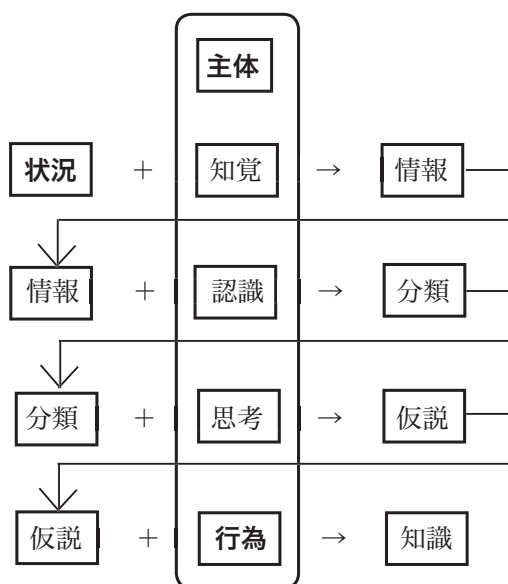 主体
状況 + 知覚 → 情報
情報 + 認識 → 分類
分類 + 思考 → 仮説
仮説 + 行為 → 知識